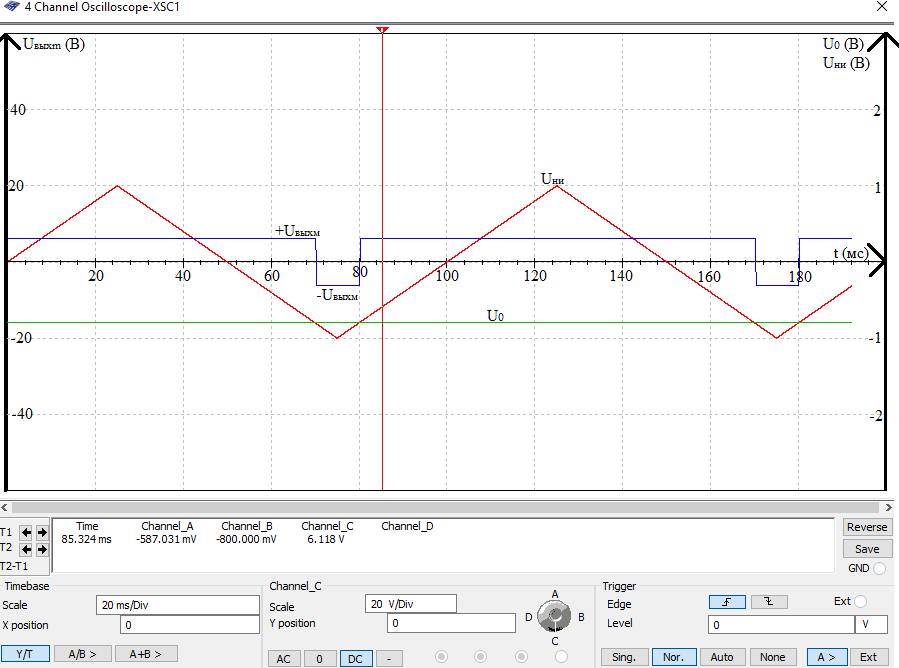 4 Channel Oscilloscope-XSC1
Uвыхm (В)
U0 (В)
Uни (В)
40
2
20
Uни
1
+Uвыхм
t (мс)
20 40 60 80 100 120 140 160 180
-Uвыхм
U0
-20
-1
-40
-2
T1
T2
T2-T1
Time Channel_A Channel_B Channel_C Channel_D
85.324 ms -587.031 mV -800.000 mV 6.118 V
Reverse
Save
GND
Timebase
Scale 20 ms/Div
X position 0
Y/T A/B > A+B >
Channel_C
Scale 20 V/Div
Y position 0
AC 0 DC -
A
B
C
D
Trigger
Edge
Ext
Level 0 V
Sing. Nor. Auto None A > Ext